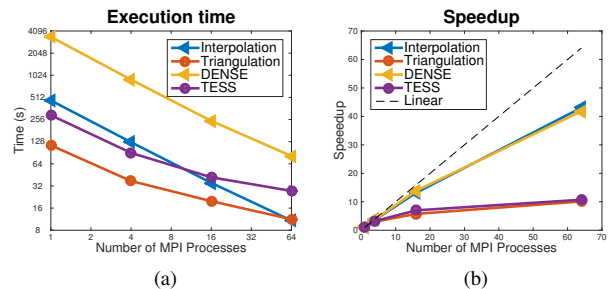 Execution time
4096
2048
1024
512
256
128
64
32
16
8
Time (s)
Interpolation
Triangulation
DENSE
TESS
1 2 4 8 16 32 64
Number of MPI Processes
(a)
Speedup
70
60
50
40
30
20
10
0
Speeedup
Interpolation
Triangulation
DENSE
TESS
Linear
0 10 20 30 40 50 60 70
Number of MPI Processes
(b)